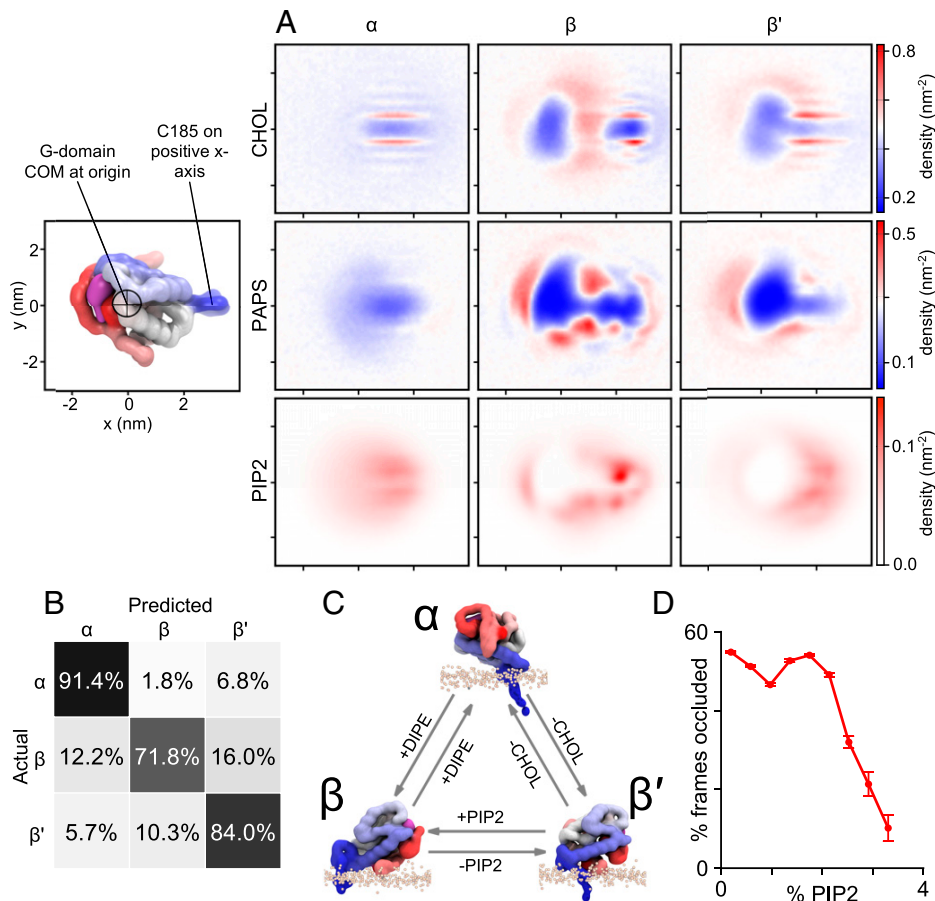 A
α
β
β'
G-domain
COM at origin
C185 on
positive x-
axis
y (nm)
2
0
-2
-2
0
2
x (nm)
CHOL
0.8
0.2
density (nm-2)
PAPS
0.5
0.1
density (nm-2)
PIP2
0.1
0.0
density (nm-2)
B
Predicted
α
β
β'
Actual
α
91.4%
1.8%
6.8%
β
12.2%
71.8%
16.0%
β'
5.7%
10.3%
84.0%
C
α
+DIPE
+DIPE
-CHOL
-CHOL
β
β'
+PIP2
-PIP2
D
% frames occluded
60
0
0
4
% PIP2